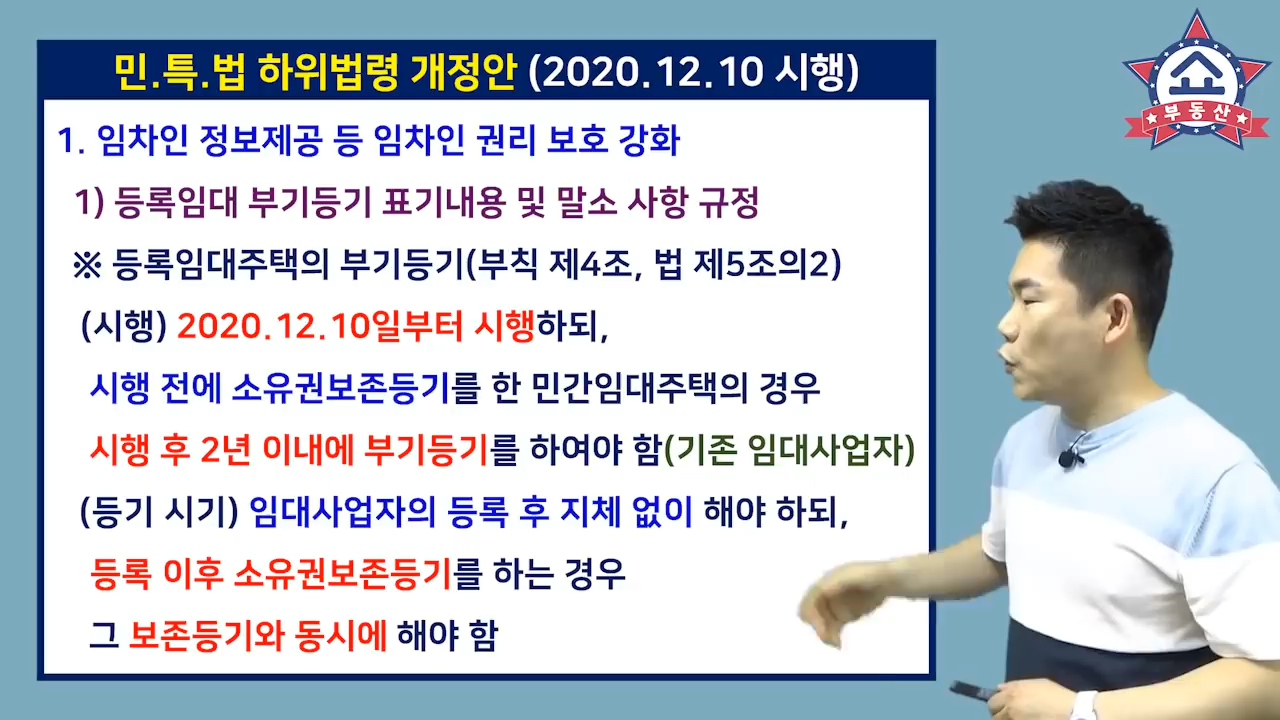 민.특.법 하위법령 개정안 (2020.12.10 시행)
1. 임차인 정보제공 등 임차인 권리 보호 강화
1) 등록임대 부기등기 표기내용 및 말소 사항 규정
※ 등록임대주택의 부기등기(부칙 제4조, 법 제5조의2)
(시행) 2020.12.10일부터 시행하되,
시행 전에 소유권보존등기를 한 민간임대주택의 경우
시행 후 2년 이내에 부기등기를 하여야 함(기존 임대사업자)
(등기 시기) 임대사업자의 등록 후 지체 없이 해야 하되,
등록 이후 소유권보존등기를 하는 경우
그 보존등기와 동시에 해야 함
쇼
부동산